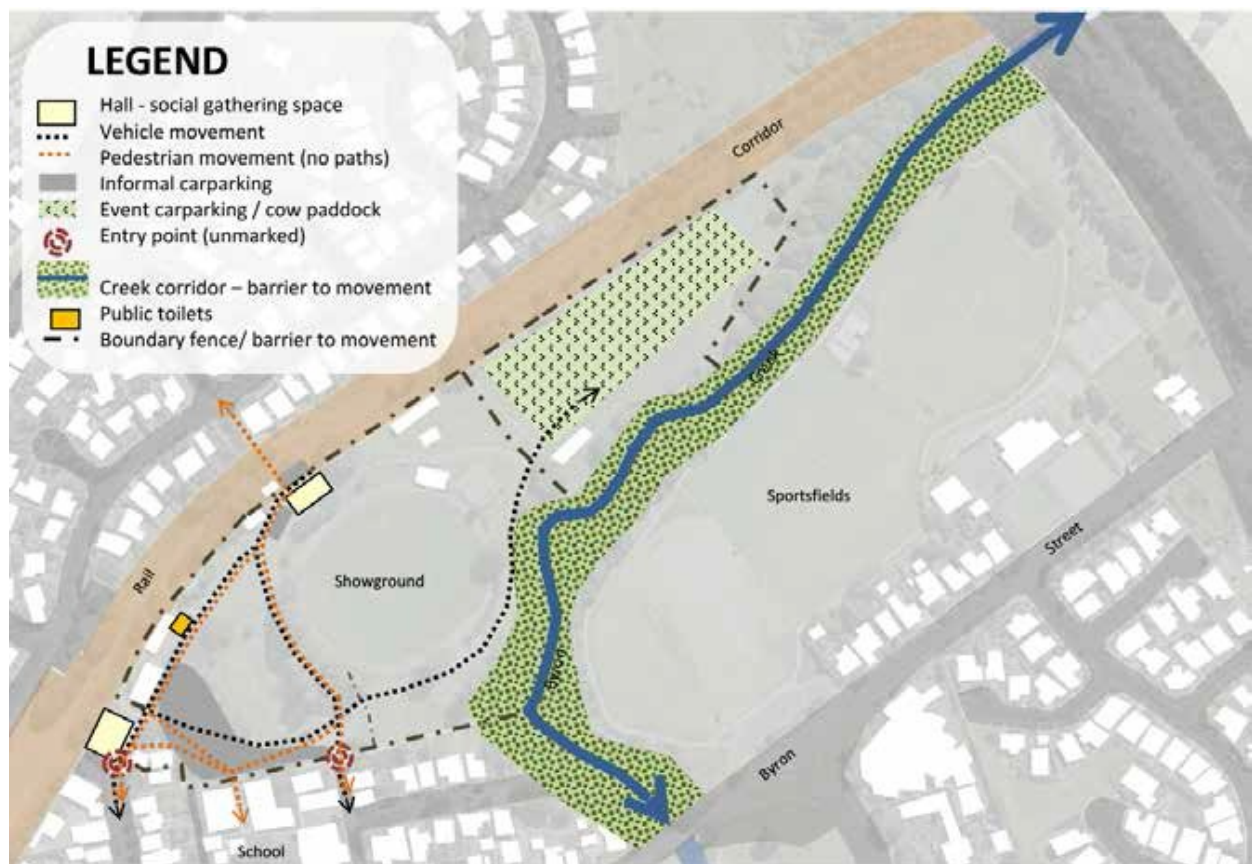 LEGEND
Hall - social gathering space
Vehicle movement
Pedestrian movement (no paths)
Informal carparking
Event carparking / cow paddock
Entry point (unmarked)
Creek corridor – barrier to movement
Public toilets
Boundary fence/ barrier to movement
Corridor
Creek
Sportsfields
Street
Showground
Rail
Byron
Byron
School